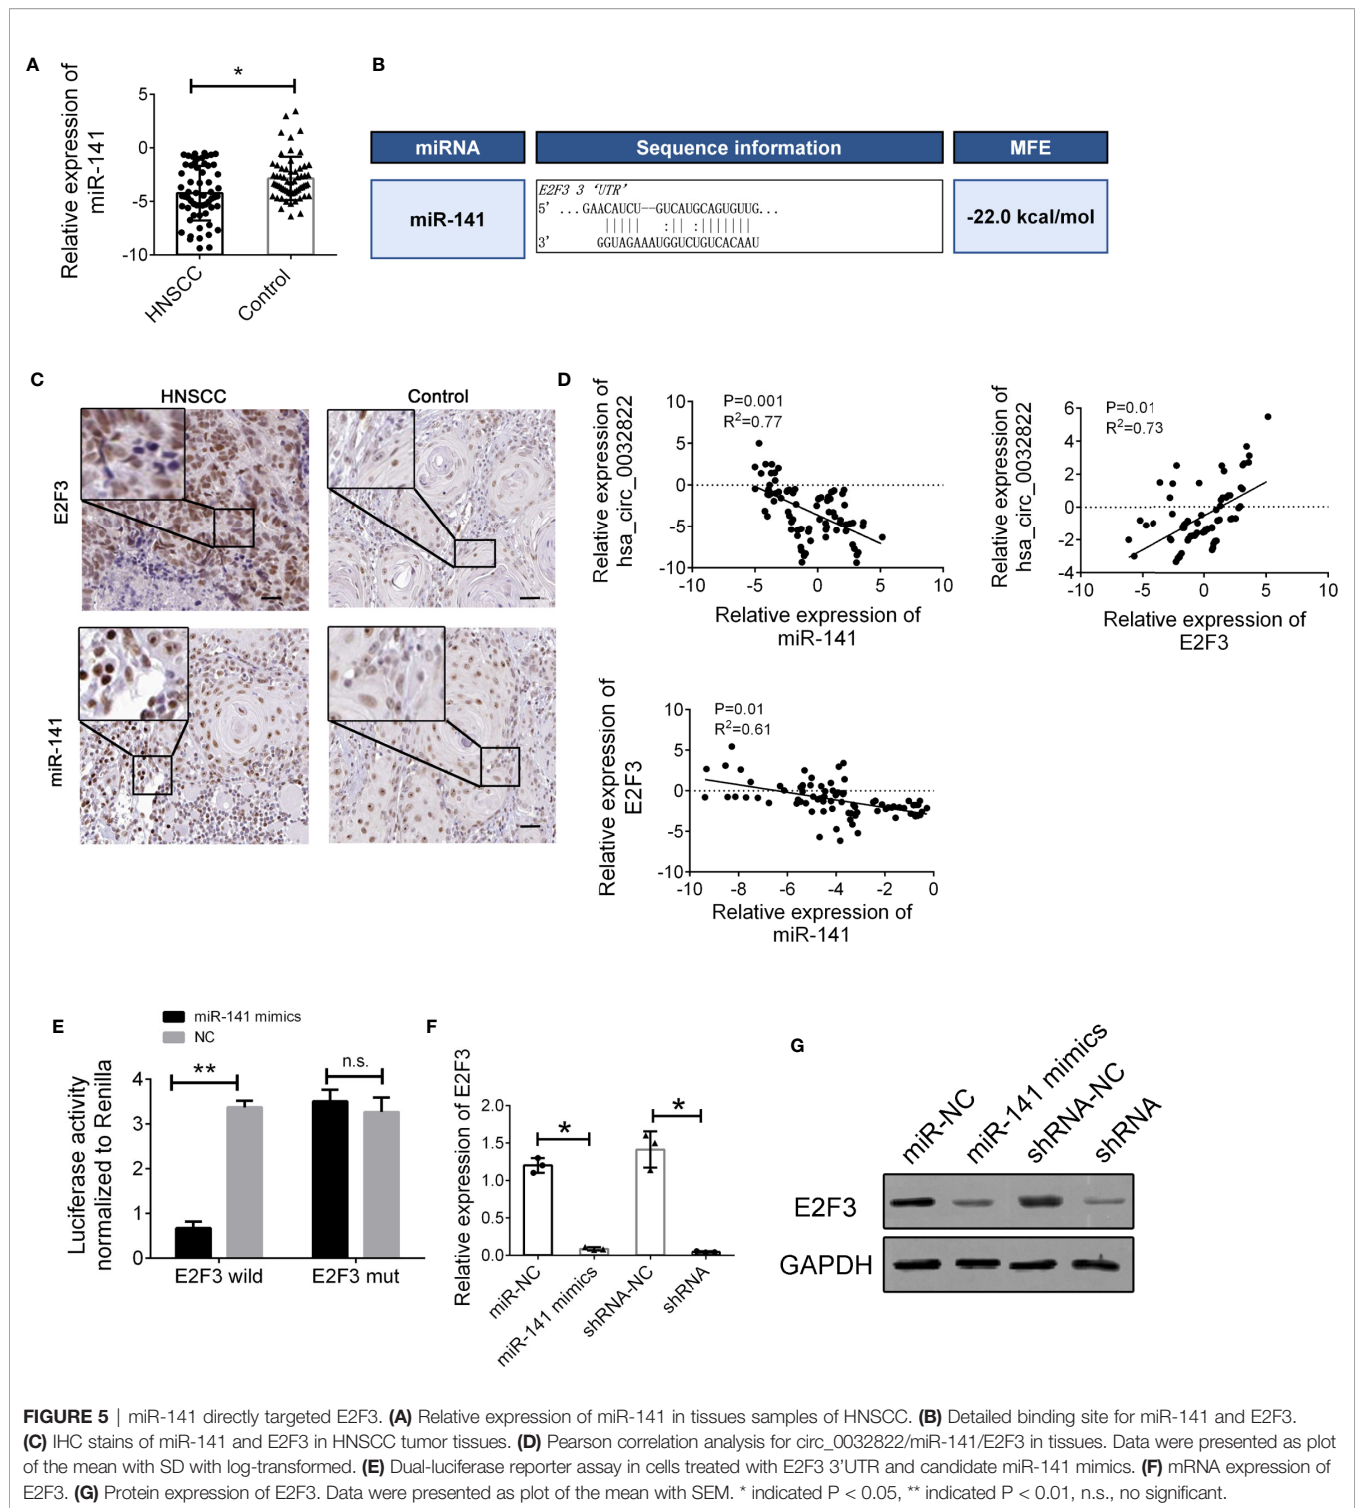 A
Relative expression of
miR-141
*
5
0
-5
-10
HNSCC
Control
B
miRNA
Sequence information
MFE
miR-141
E2F3 3 ‘UTR’
5' ...GAACAUCU--GUCAUGCAGUGUUG...
||||| :|| :|||||||
3' GGUAGAAAUGGUCUGUCACAAU
-22.0 kcal/mol
C
HNSCC
Control
E2F3
miR-141
D
Relative expression of
hsa_circ_0032822
10
5
0
-5
-10
P=0.001
R²=0.77
-5
0
5
10
Relative expression of
miR-141
Relative expression of
hsa_circ_0032822
6
4
2
0
-2
-4
P=0.01
R²=0.73
-10
-5
0
5
10
Relative expression of
E2F3
Relative expression of
E2F3
10
5
0
-5
-10
P=0.01
R²=0.61
-10
-8
-6
-4
-2
0
Relative expression of
miR-141
E
miR-141 mimics
NC
Luciferase activity
normalized to Renilla
4
3
2
1
0
**
n.s.
E2F3 wild
E2F3 mut
F
Relative expression of E2F3
2.0
1.5
1.0
0.5
0.0
*
*
miR-NC
miR-141 mimics
shRNA-NC
shRNA
G
miR-NC
miR-141 mimics
shRNA-NC
shRNA
E2F3
GAPDH
FIGURE 5 | miR-141 directly targeted E2F3. (A) Relative expression of miR-141 in tissues samples of HNSCC. (B) Detailed binding site for miR-141 and E2F3.
(C) IHC stains of miR-141 and E2F3 in HNSCC tumor tissues. (D) Pearson correlation analysis for circ_0032822/miR-141/E2F3 in tissues. Data were presented as plot
of the mean with SD with log-transformed. (E) Dual-luciferase reporter assay in cells treated with E2F3 3’UTR and candidate miR-141 mimics. (F) mRNA expression of
E2F3. (G) Protein expression of E2F3. Data were presented as plot of the mean with SEM. * indicated P < 0.05, ** indicated P < 0.01, n.s., no significant.